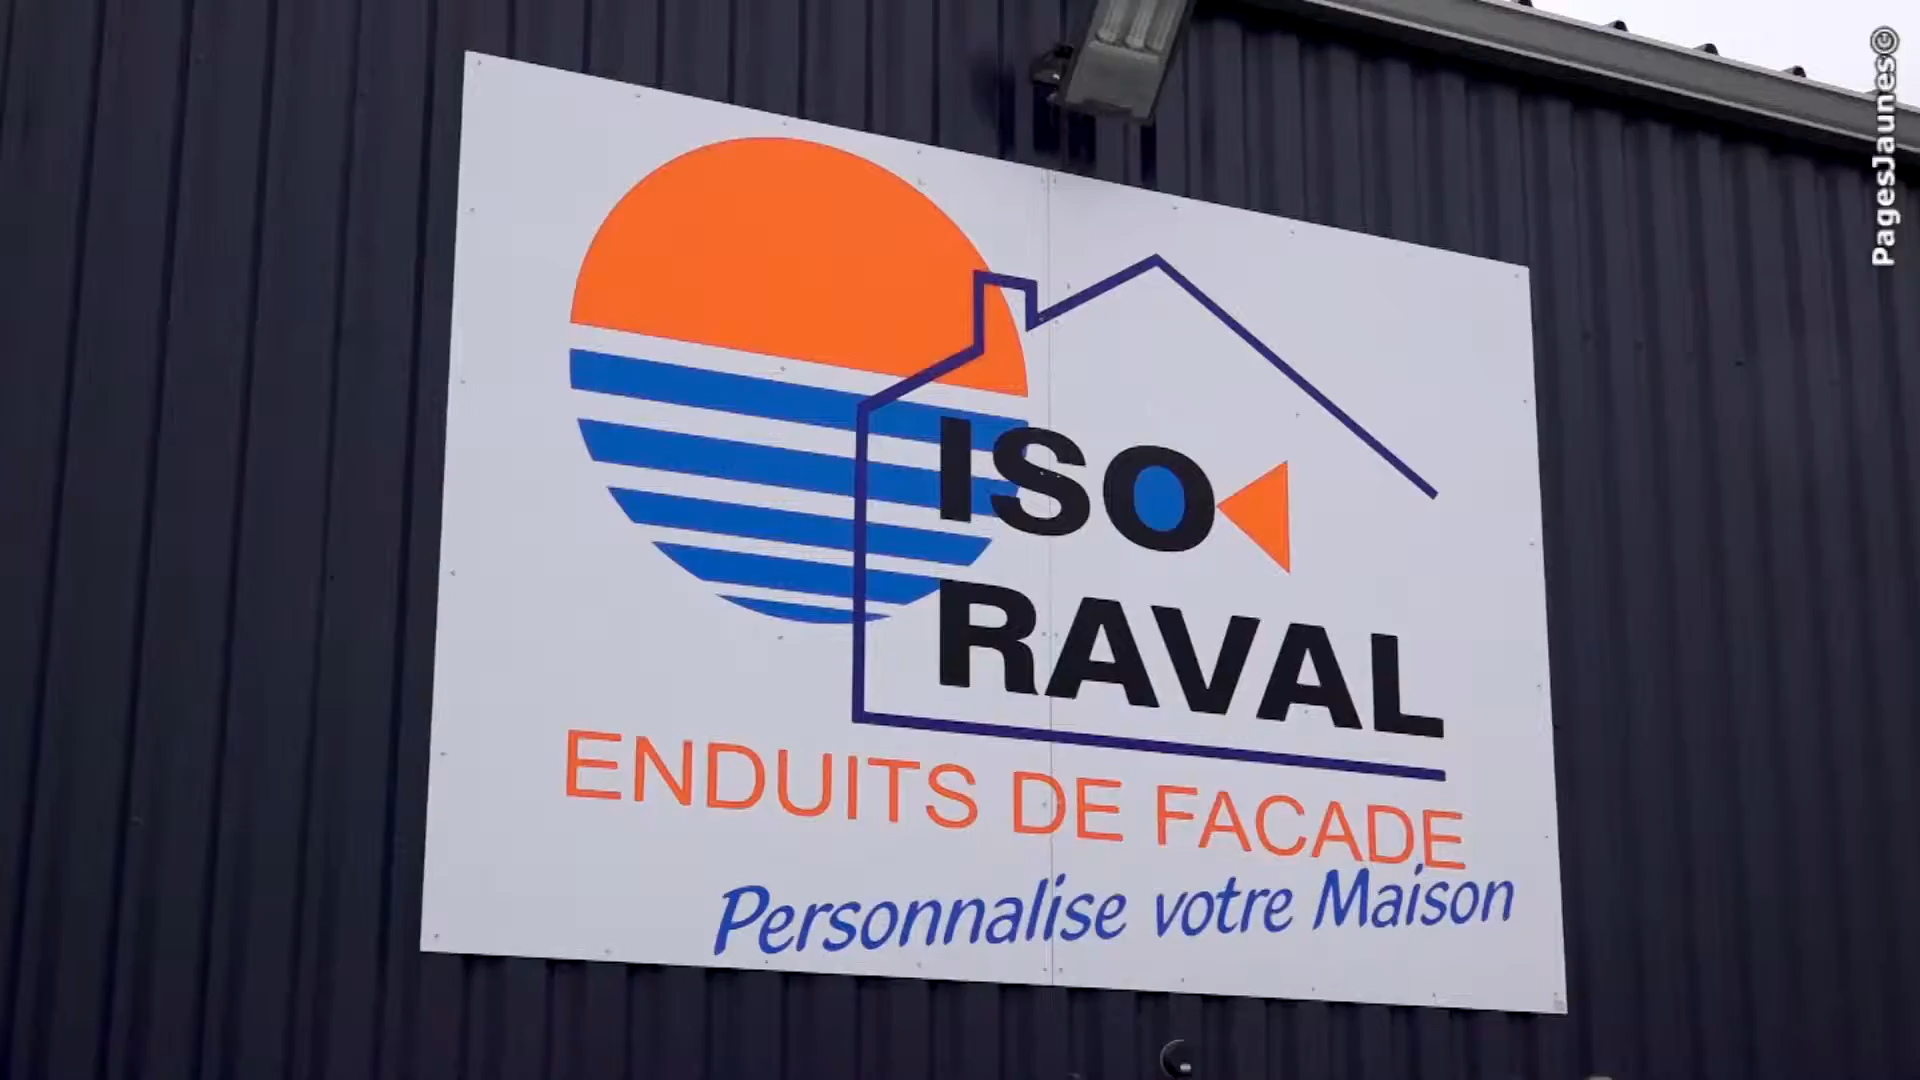 ISO
RAVAL
ENDUITS DE FACADE
Personnalise votre Maison
PagesJaunes©